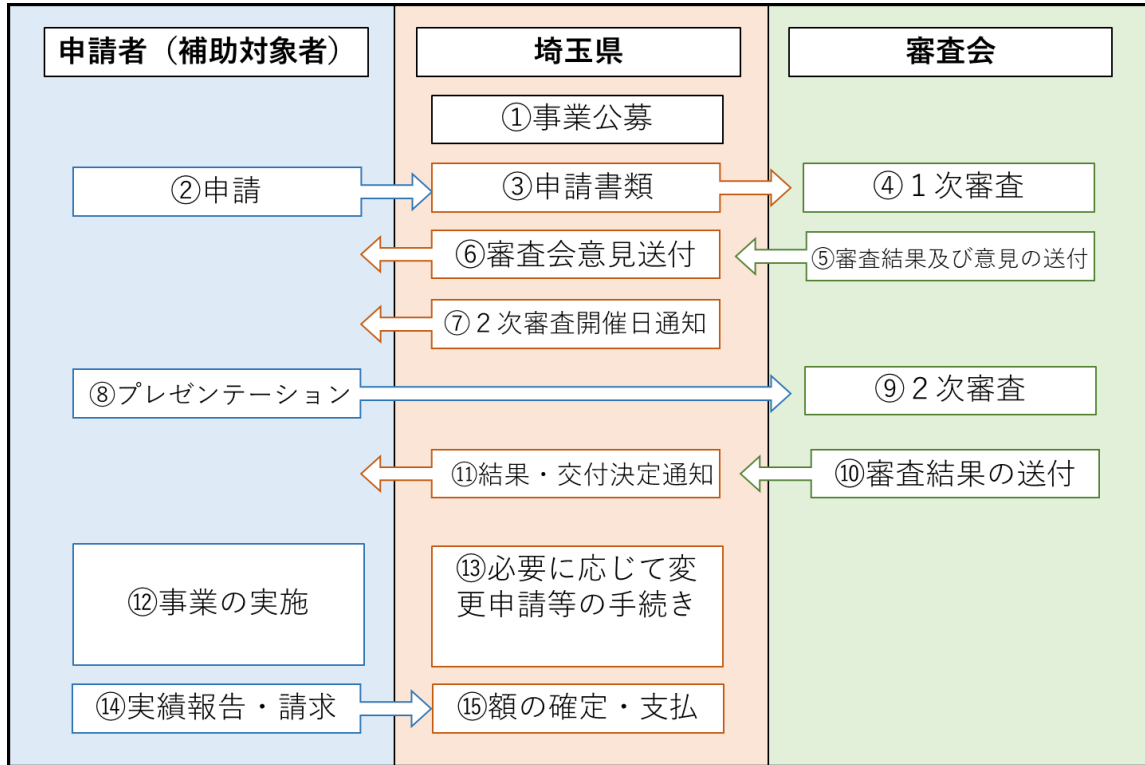 申請者（補助対象者）
埼玉県
審査会
①事業公募
②申請
③申請書類
④１次審査
⑤審査結果及び意見の送付
⑥審査会意見送付
⑦２次審査開催日通知
⑧プレゼンテーション
⑨２次審査
⑩審査結果の送付
⑪結果・交付決定通知
⑫事業の実施
⑬必要に応じて変
更申請等の手続き
⑭実績報告・請求
⑮額の確定・支払